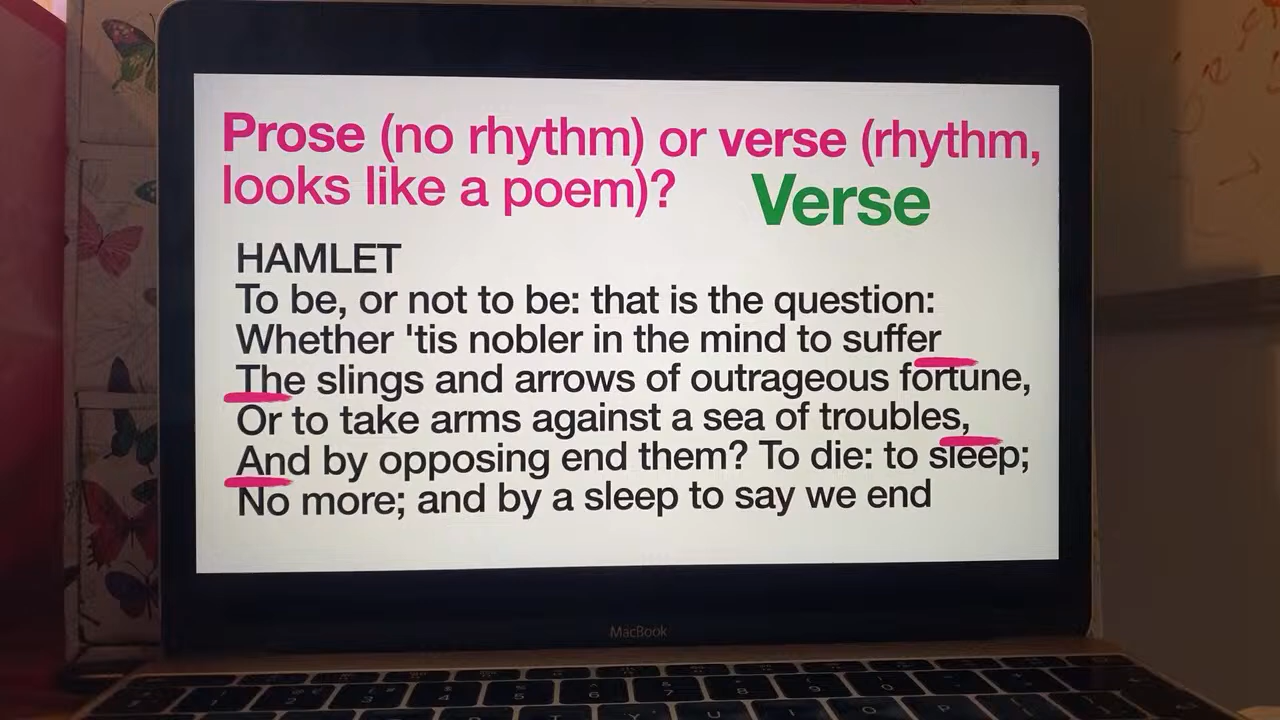 Prose (no rhythm) or verse (rhythm,
looks like a poem)?
Verse
HAMLET
To be, or not to be: that is the question:
Whether 'tis nobler in the mind to suffer
The slings and arrows of outrageous fortune,
Or to take arms against a sea of troubles,
And by opposing end them? To die: to sleep;
No more; and by a sleep to say we end
MacBook